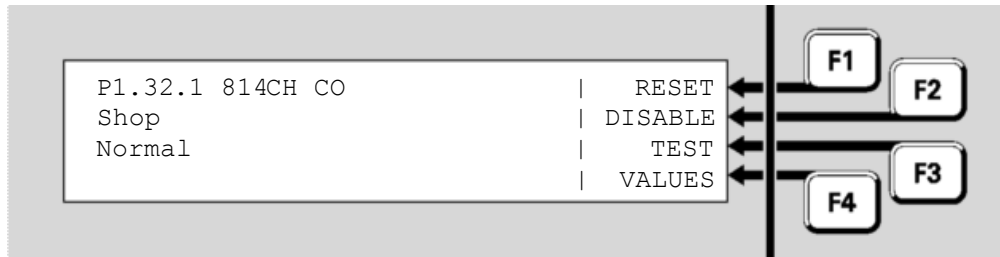 P1.32.1 814CH CO | RESET
Shop | DISABLE
Normal | TEST
| VALUES
F1
F2
F3
F4